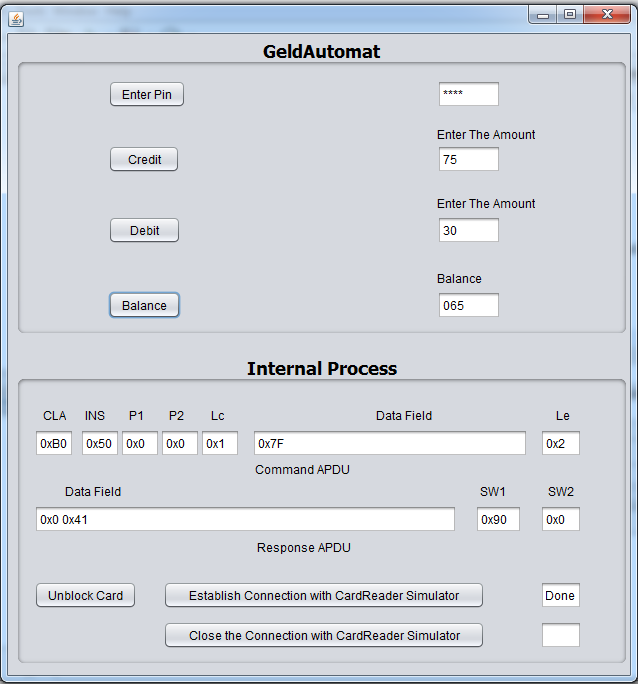 GeldAutomat
Enter Pin ****
Enter The Amount
Credit 75
Enter The Amount
Debit 30
Balance
Balance 065
Internal Process
CLA INS P1 P2 Lc Data Field Le
0xB0 0x50 0x0 0x0 0x1 0x7F 0x2
Command APDU
Data Field SW1 SW2
0x0 0x41 0x90 0x0
Response APDU
Unblock Card Establish Connection with CardReader Simulator Done
Close the Connection with CardReader Simulator